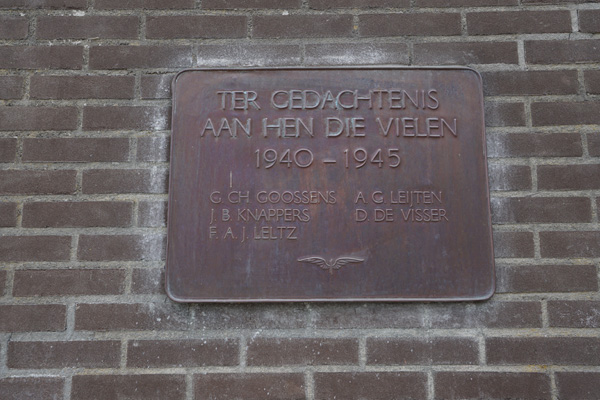 TER GEDACHTENIS
AAN HEN DIE VIELEN
1940 – 1945
G. CH GOOSSENS A. G. LEIJTEN
J. B. KNAPPERS D. DE VISSER
F. A. J. LELTZ